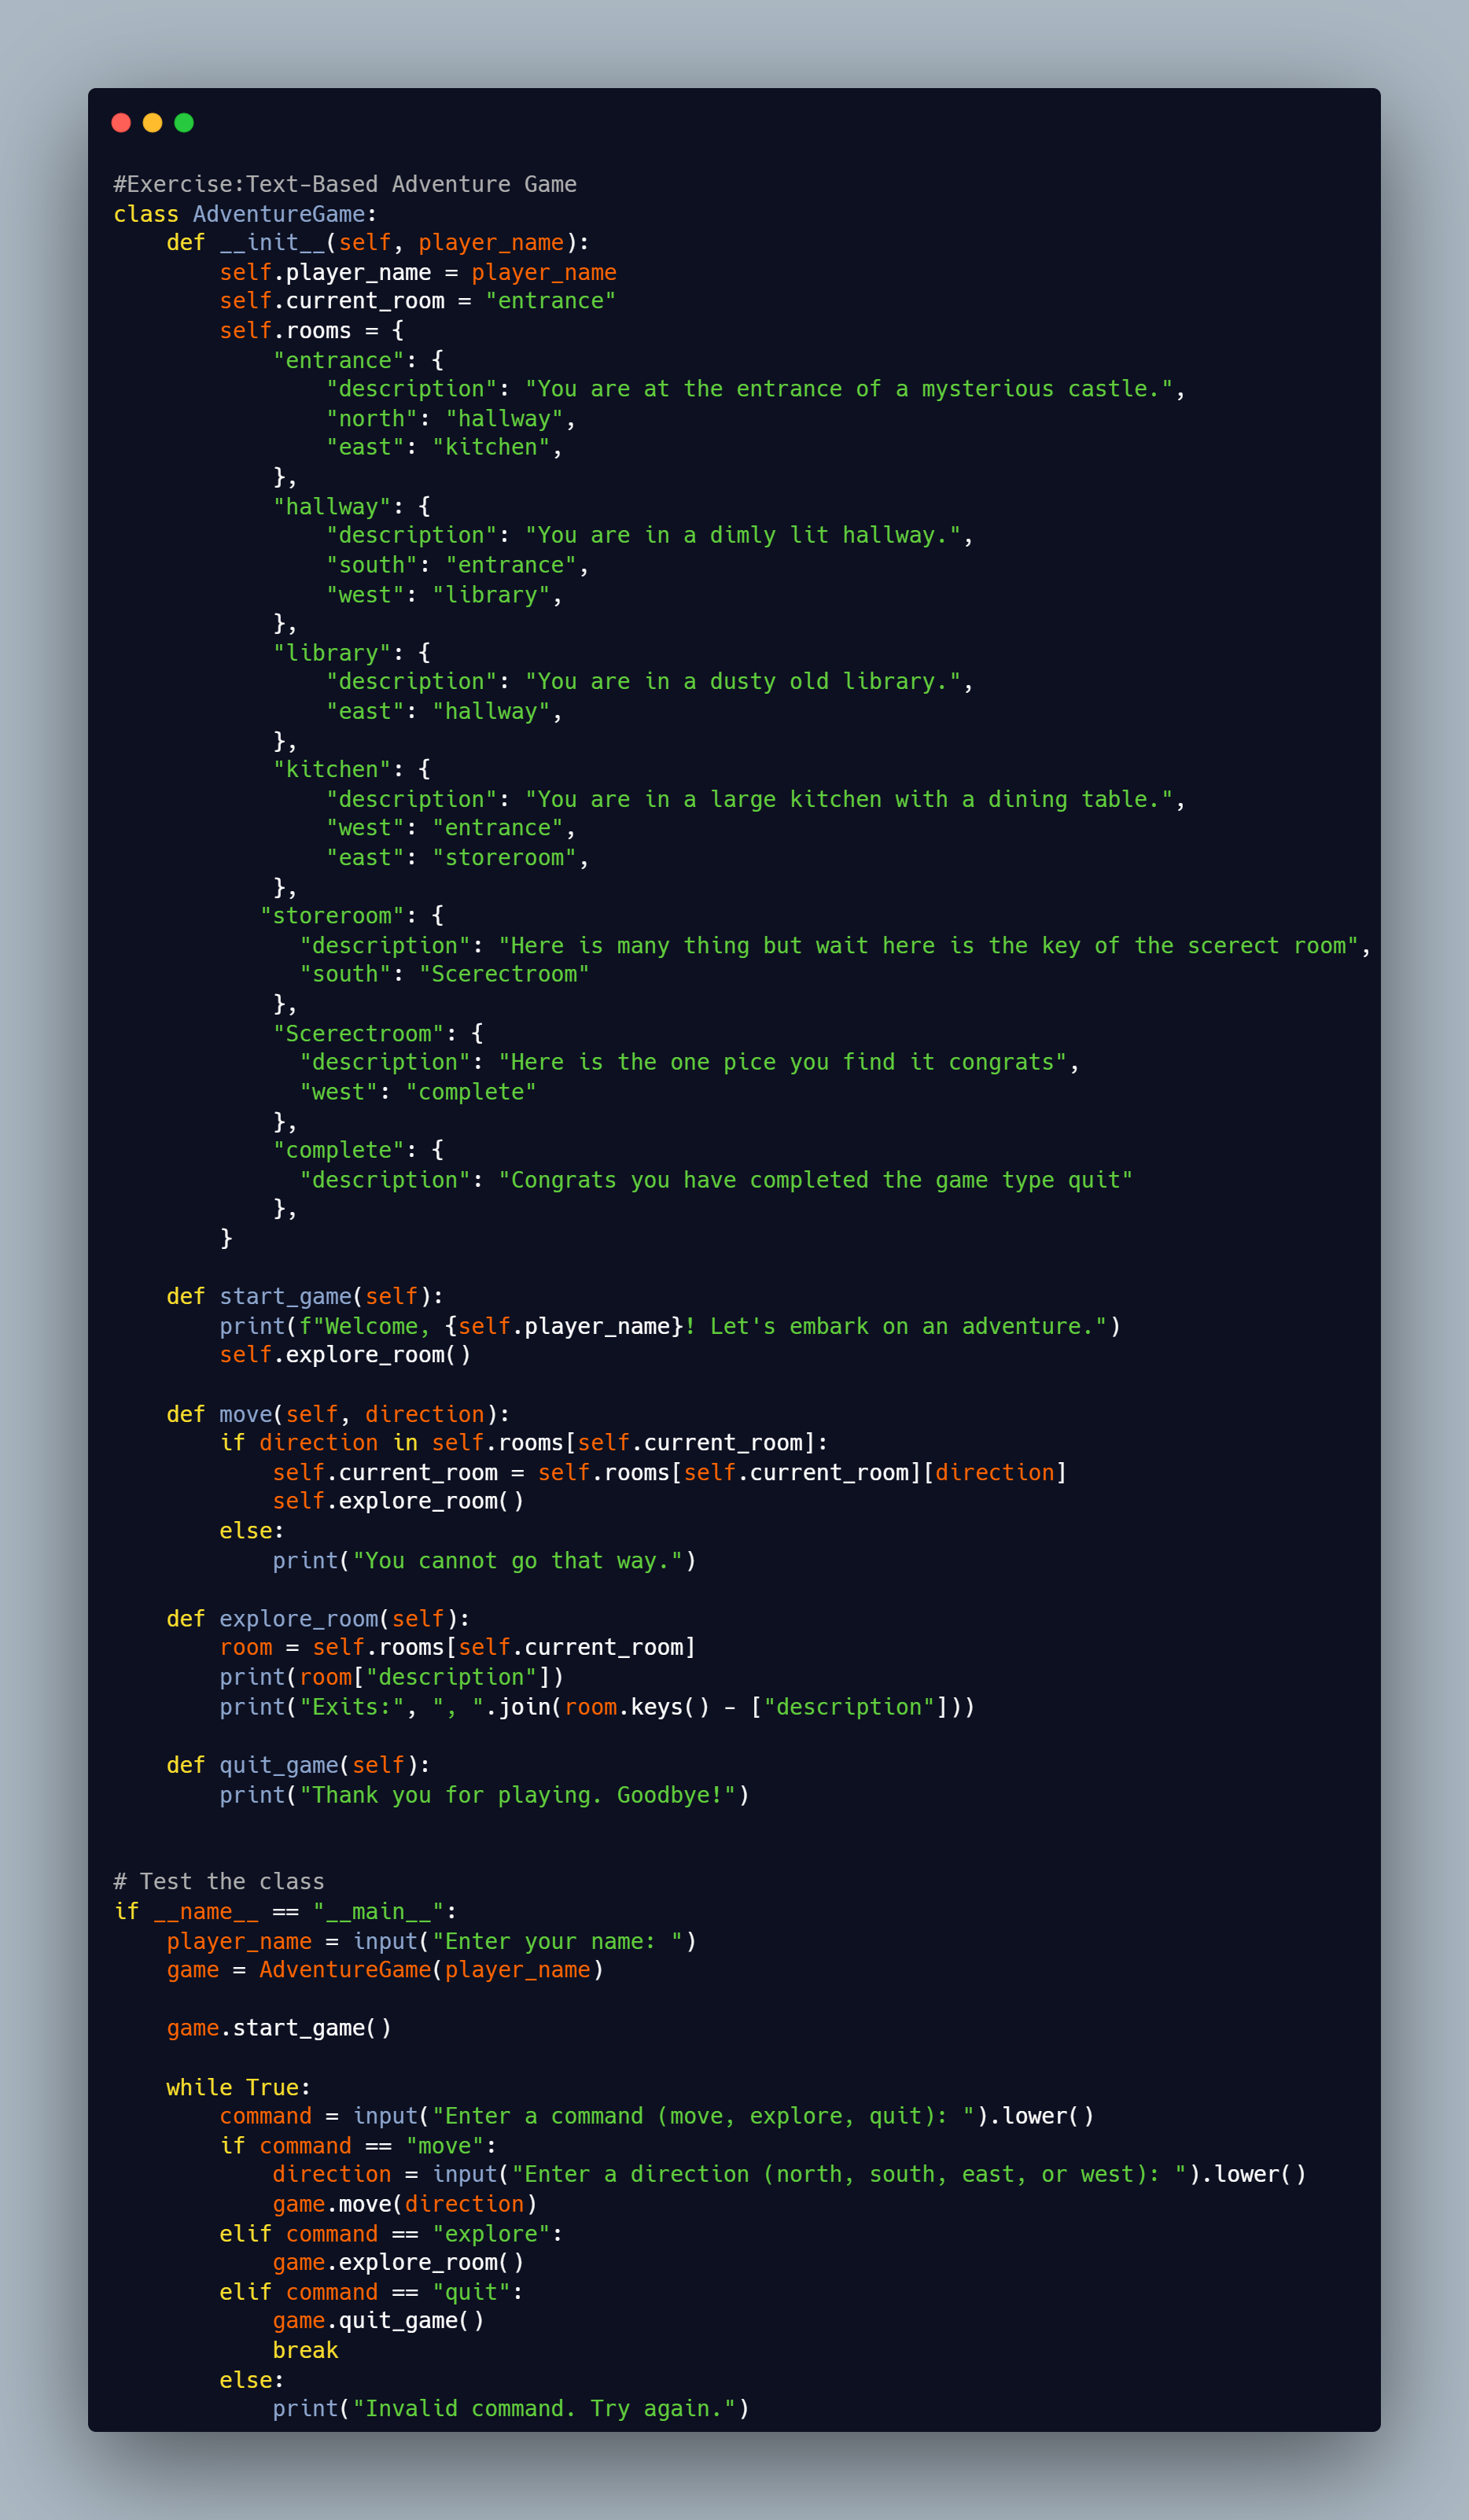 #Exercise:Text-Based Adventure Game
class AdventureGame:
    def __init__(self, player_name):
        self.player_name = player_name
        self.current_room = "entrance"
        self.rooms = {
            "entrance": {
                "description": "You are at the entrance of a mysterious castle.",
                "north": "hallway",
                "east": "kitchen",
            },
            "hallway": {
                "description": "You are in a dimly lit hallway.",
                "south": "entrance",
                "west": "library",
            },
            "library": {
                "description": "You are in a dusty old library.",
                "east": "hallway",
            },
            "kitchen": {
                "description": "You are in a large kitchen with a dining table.",
                "west": "entrance",
                "east": "storeroom",
            },
           "storeroom": {
              "description": "Here is many thing but wait here is the key of the scerect room",
              "south": "Scerectroom"
            },
            "Scerectroom": {
              "description": "Here is the one pice you find it congrats",
              "west": "complete"
            },
            "complete": {
              "description": "Congrats you have completed the game type quit"
            },
        }

    def start_game(self):
        print(f"Welcome, {self.player_name}! Let's embark on an adventure.")
        self.explore_room()

    def move(self, direction):
        if direction in self.rooms[self.current_room]:
            self.current_room = self.rooms[self.current_room][direction]
            self.explore_room()
        else:
            print("You cannot go that way.")

    def explore_room(self):
        room = self.rooms[self.current_room]
        print(room["description"])
        print("Exits:", ", ".join(room.keys() - ["description"]))

    def quit_game(self):
        print("Thank you for playing. Goodbye!")


# Test the class
if __name__ == "__main__":
    player_name = input("Enter your name: ")
    game = AdventureGame(player_name)

    game.start_game()

    while True:
        command = input("Enter a command (move, explore, quit): ").lower()
        if command == "move":
            direction = input("Enter a direction (north, south, east, or west): ").lower()
            game.move(direction)
        elif command == "explore":
            game.explore_room()
        elif command == "quit":
            game.quit_game()
            break
        else:
            print("Invalid command. Try again.")